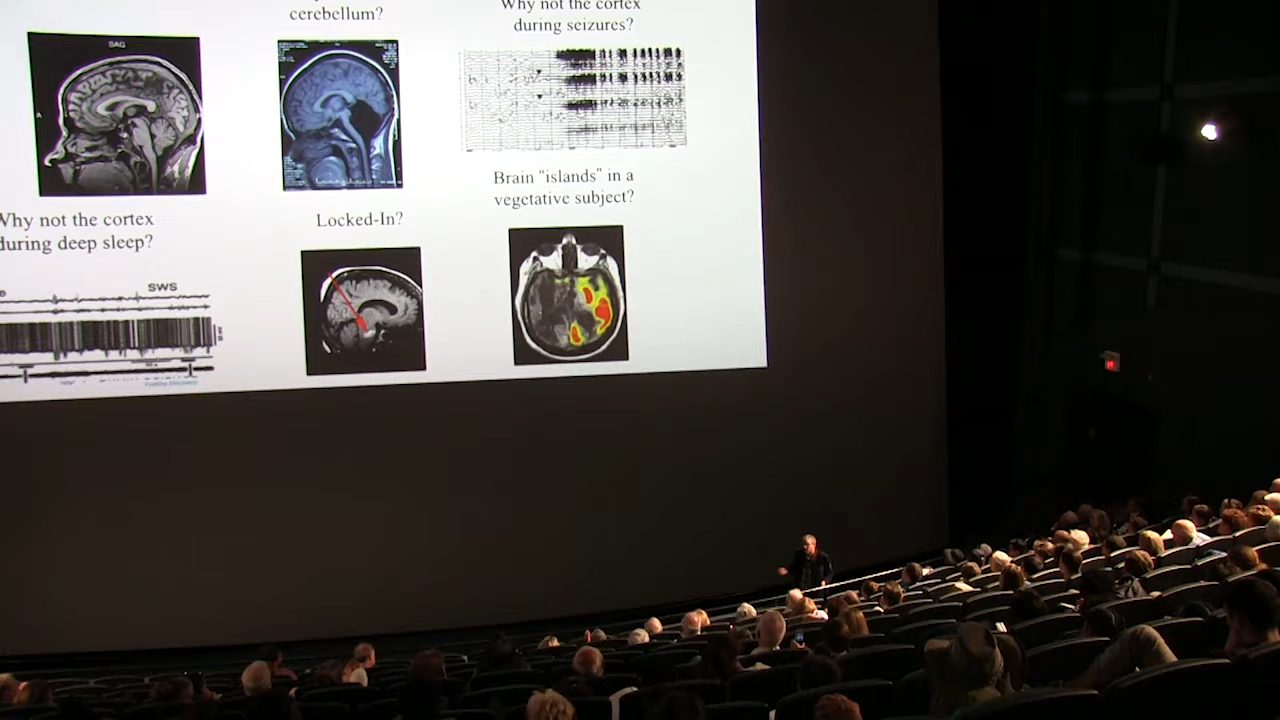 cerebellum?
Why not the cortex
during seizures?
SAG
A
Brain “islands” in a
vegetative subject?
Why not the cortex
during deep sleep?
Locked-In?
SWS